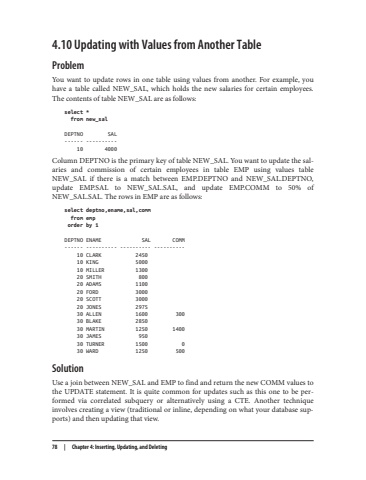 4.10 Updating with Values from Another Table
Problem
You want to update rows in one table using values from another. For example, you
have a table called NEW_SAL, which holds the new salaries for certain employees.
The contents of table NEW_SAL are as follows:
select *
from new_sal
DEPTNO SAL
------ ----------
10 4000
Column DEPTNO is the primary key of table NEW_SAL. You want to update the sal-
aries and commission of certain employees in table EMP using values table
NEW_SAL if there is a match between EMP.DEPTNO and NEW_SAL.DEPTNO,
update EMP.SAL to NEW_SAL.SAL, and update EMP.COMM to 50% of
NEW_SAL.SAL. The rows in EMP are as follows:
select deptno,ename,sal,comm
from emp
order by 1
DEPTNO ENAME SAL COMM
------ ---------- ---------- ----------
10 CLARK 2450
10 KING 5000
10 MILLER 1300
20 SMITH 800
20 ADAMS 1100
20 FORD 3000
20 SCOTT 3000
20 JONES 2975
30 ALLEN 1600 300
30 BLAKE 2850
30 MARTIN 1250 1400
30 JAMES 950
30 TURNER 1500 0
30 WARD 1250 500
Solution
Use a join between NEW_SAL and EMP to find and return the new COMM values to
the UPDATE statement. It is quite common for updates such as this one to be per-
formed via correlated subquery or alternatively using a CTE. Another technique
involves creating a view (traditional or inline, depending on what your database sup-
ports) and then updating that view.
78 | Chapter 4: Inserting, Updating, and Deleting